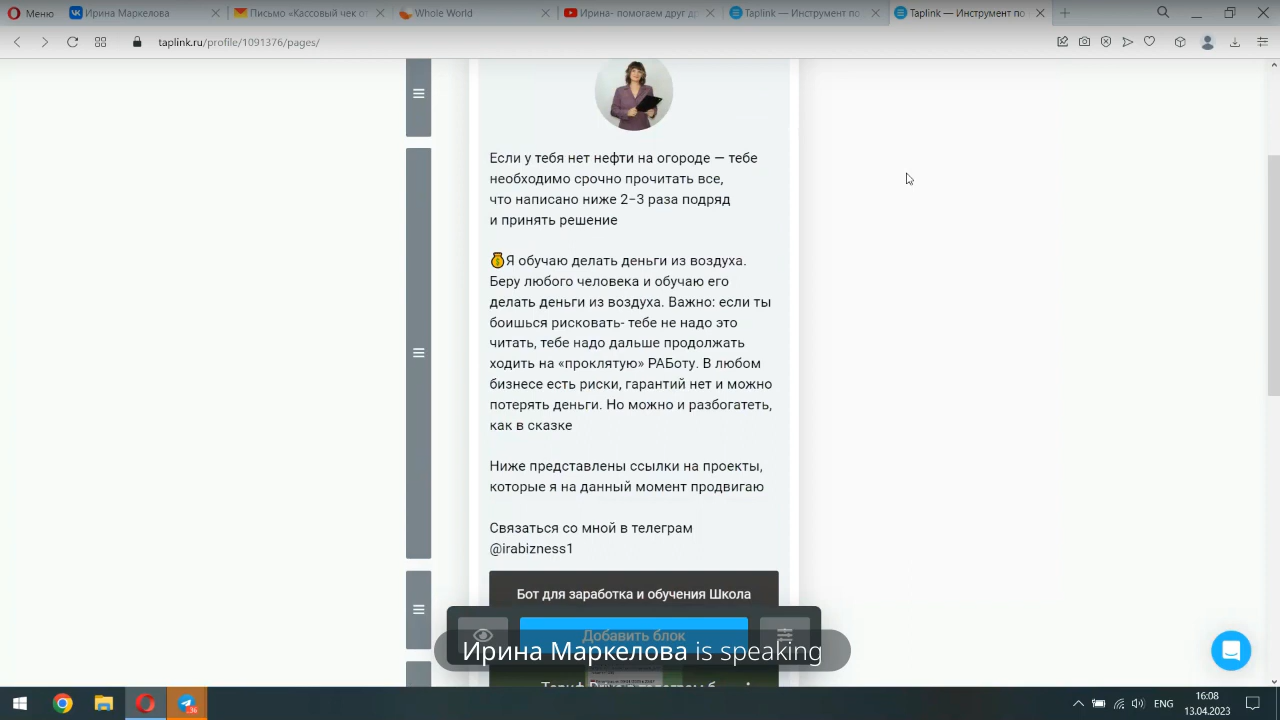 Меню
Ирина Маркелова
Письмо «Кассовый чек от
Whole World
Ирина- помогаем друг др
Taplink — Инструмент по
Taplink — Инструмент по
taplink.ru/profile/1091376/pages/
Если у тебя нет нефти на огороде — тебе
необходимо срочно прочитать все,
что написано ниже 2–3 раза подряд
и принять решение
Я обучаю делать деньги из воздуха.
Беру любого человека и обучаю его
делать деньги из воздуха. Важно: если ты
боишься рисковать- тебе не надо это
читать, тебе надо дальше продолжать
ходить на «проклятую» РАБоту. В любом
бизнесе есть риски, гарантий нет и можно
потерять деньги. Но можно и разбогатеть,
как в сказке
Ниже представлены ссылки на проекты,
которые я на данный момент продвигаю
Связаться со мной в телеграм
@irabizness1
Бот для заработка и обучения Школа
Добавить блок
Ирина Маркелова is speaking
36
ENG
16:08
13.04.2023